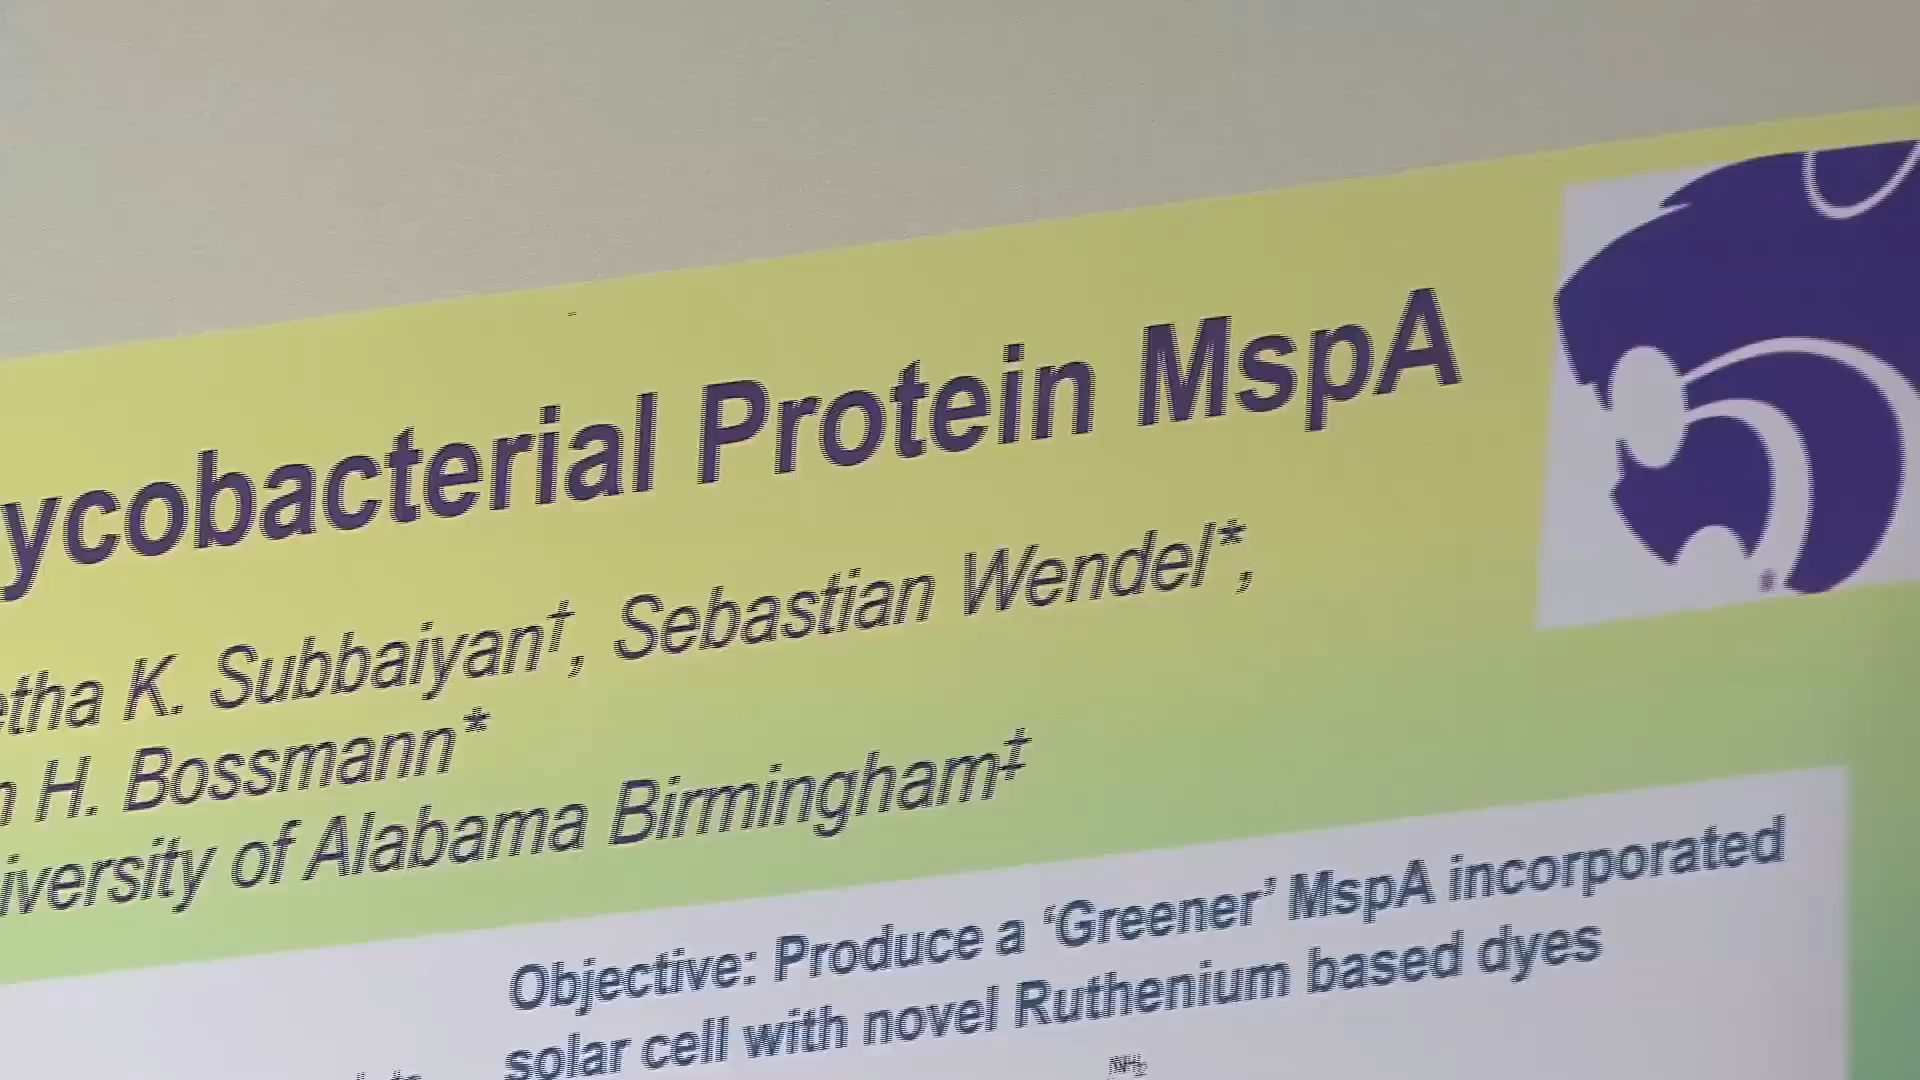 ycobacterial Protein MspA
etha K. Subbaiyan†, Sebastian Wendel*,
H. Bossmann*
iversity of Alabama Birmingham‡
Objective: Produce a ‘Greener’ MspA incorporated
solar cell with novel Ruthenium based dyes
NH₂